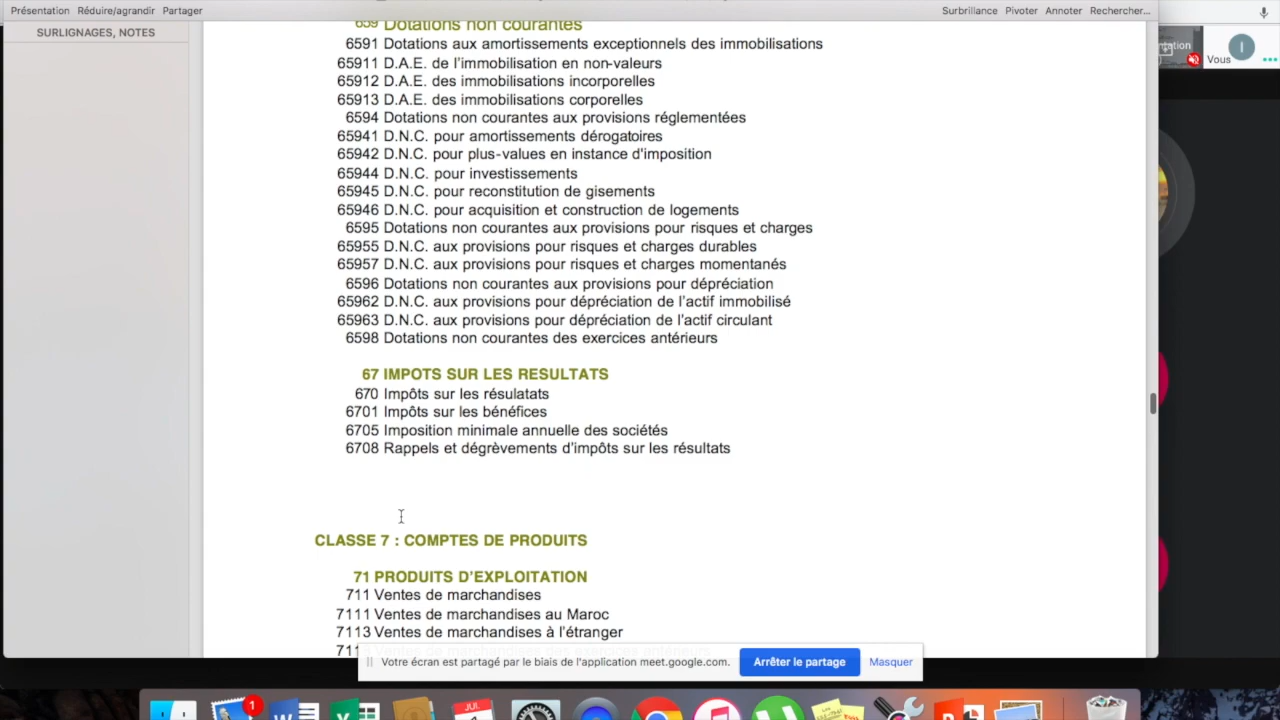 Présentation Réduire/agrandir Partager
Surbrillance Pivoter Annoter Rechercher...
SURLIGNAGES, NOTES
Vous
I
659 Dotations non courantes
6591 Dotations aux amortissements exceptionnels des immobilisations
65911 D.A.E. de l'immobilisation en non-valeurs
65912 D.A.E. des immobilisations incorporelles
65913 D.A.E. des immobilisations corporelles
6594 Dotations non courantes aux provisions réglementées
65941 D.N.C. pour amortissements dérogatoires
65942 D.N.C. pour plus-values en instance d'imposition
65944 D.N.C. pour investissements
65945 D.N.C. pour reconstitution de gisements
65946 D.N.C. pour acquisition et construction de logements
6595 Dotations non courantes aux provisions pour risques et charges
65955 D.N.C. aux provisions pour risques et charges durables
65957 D.N.C. aux provisions pour risques et charges momentanés
6596 Dotations non courantes aux provisions pour dépréciation
65962 D.N.C. aux provisions pour dépréciation de l'actif immobilisé
65963 D.N.C. aux provisions pour dépréciation de l'actif circulant
6598 Dotations non courantes des exercices antérieurs
67 IMPOTS SUR LES RESULTATS
670 Impôts sur les résulatats
6701 Impôts sur les bénéfices
6705 Imposition minimale annuelle des sociétés
6708 Rappels et dégrèvements d'impôts sur les résultats
CLASSE 7 : COMPTES DE PRODUITS
71 PRODUITS D'EXPLOITATION
711 Ventes de marchandises
7111 Ventes de marchandises au Maroc
7113 Ventes de marchandises à l'étranger
Votre écran est partagé par le biais de l'application meet.google.com.
Arrêter le partage
Masquer
1
JUL